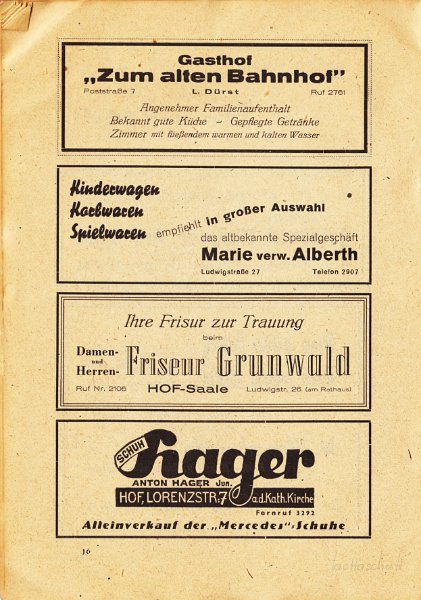 Gasthof
„Zum alten Bahnhof"
Poststraße 7 L. Dürst Ruf 2761
Angenehmer Familienaufenthalt
Bekannt gute Küche – Gepflegte Getränke
Zimmer mit fließendem warmen und kalten Wasser
Kinderwagen
Korbwaren
Spielwaren
empfiehlt in großer Auswahl
das altbekannte Spezialgeschäft
Marie verw. Alberth
Ludwigstraße 27 Telefon 2907
Ihre Frisur zur Trauung
beim
Damen- und Herren- Friseur Grunwald
Ruf Nr. 2106 HOF-Saale Ludwigstr. 26 (am Rathaus)
SCHUH
Hager
ANTON HAGER Jun.
HOF, LORENZSTR. 7 a.d. Kath. Kirche
Fernruf 3292
Alleinverkauf der „Mercedes"-Schuhe
16